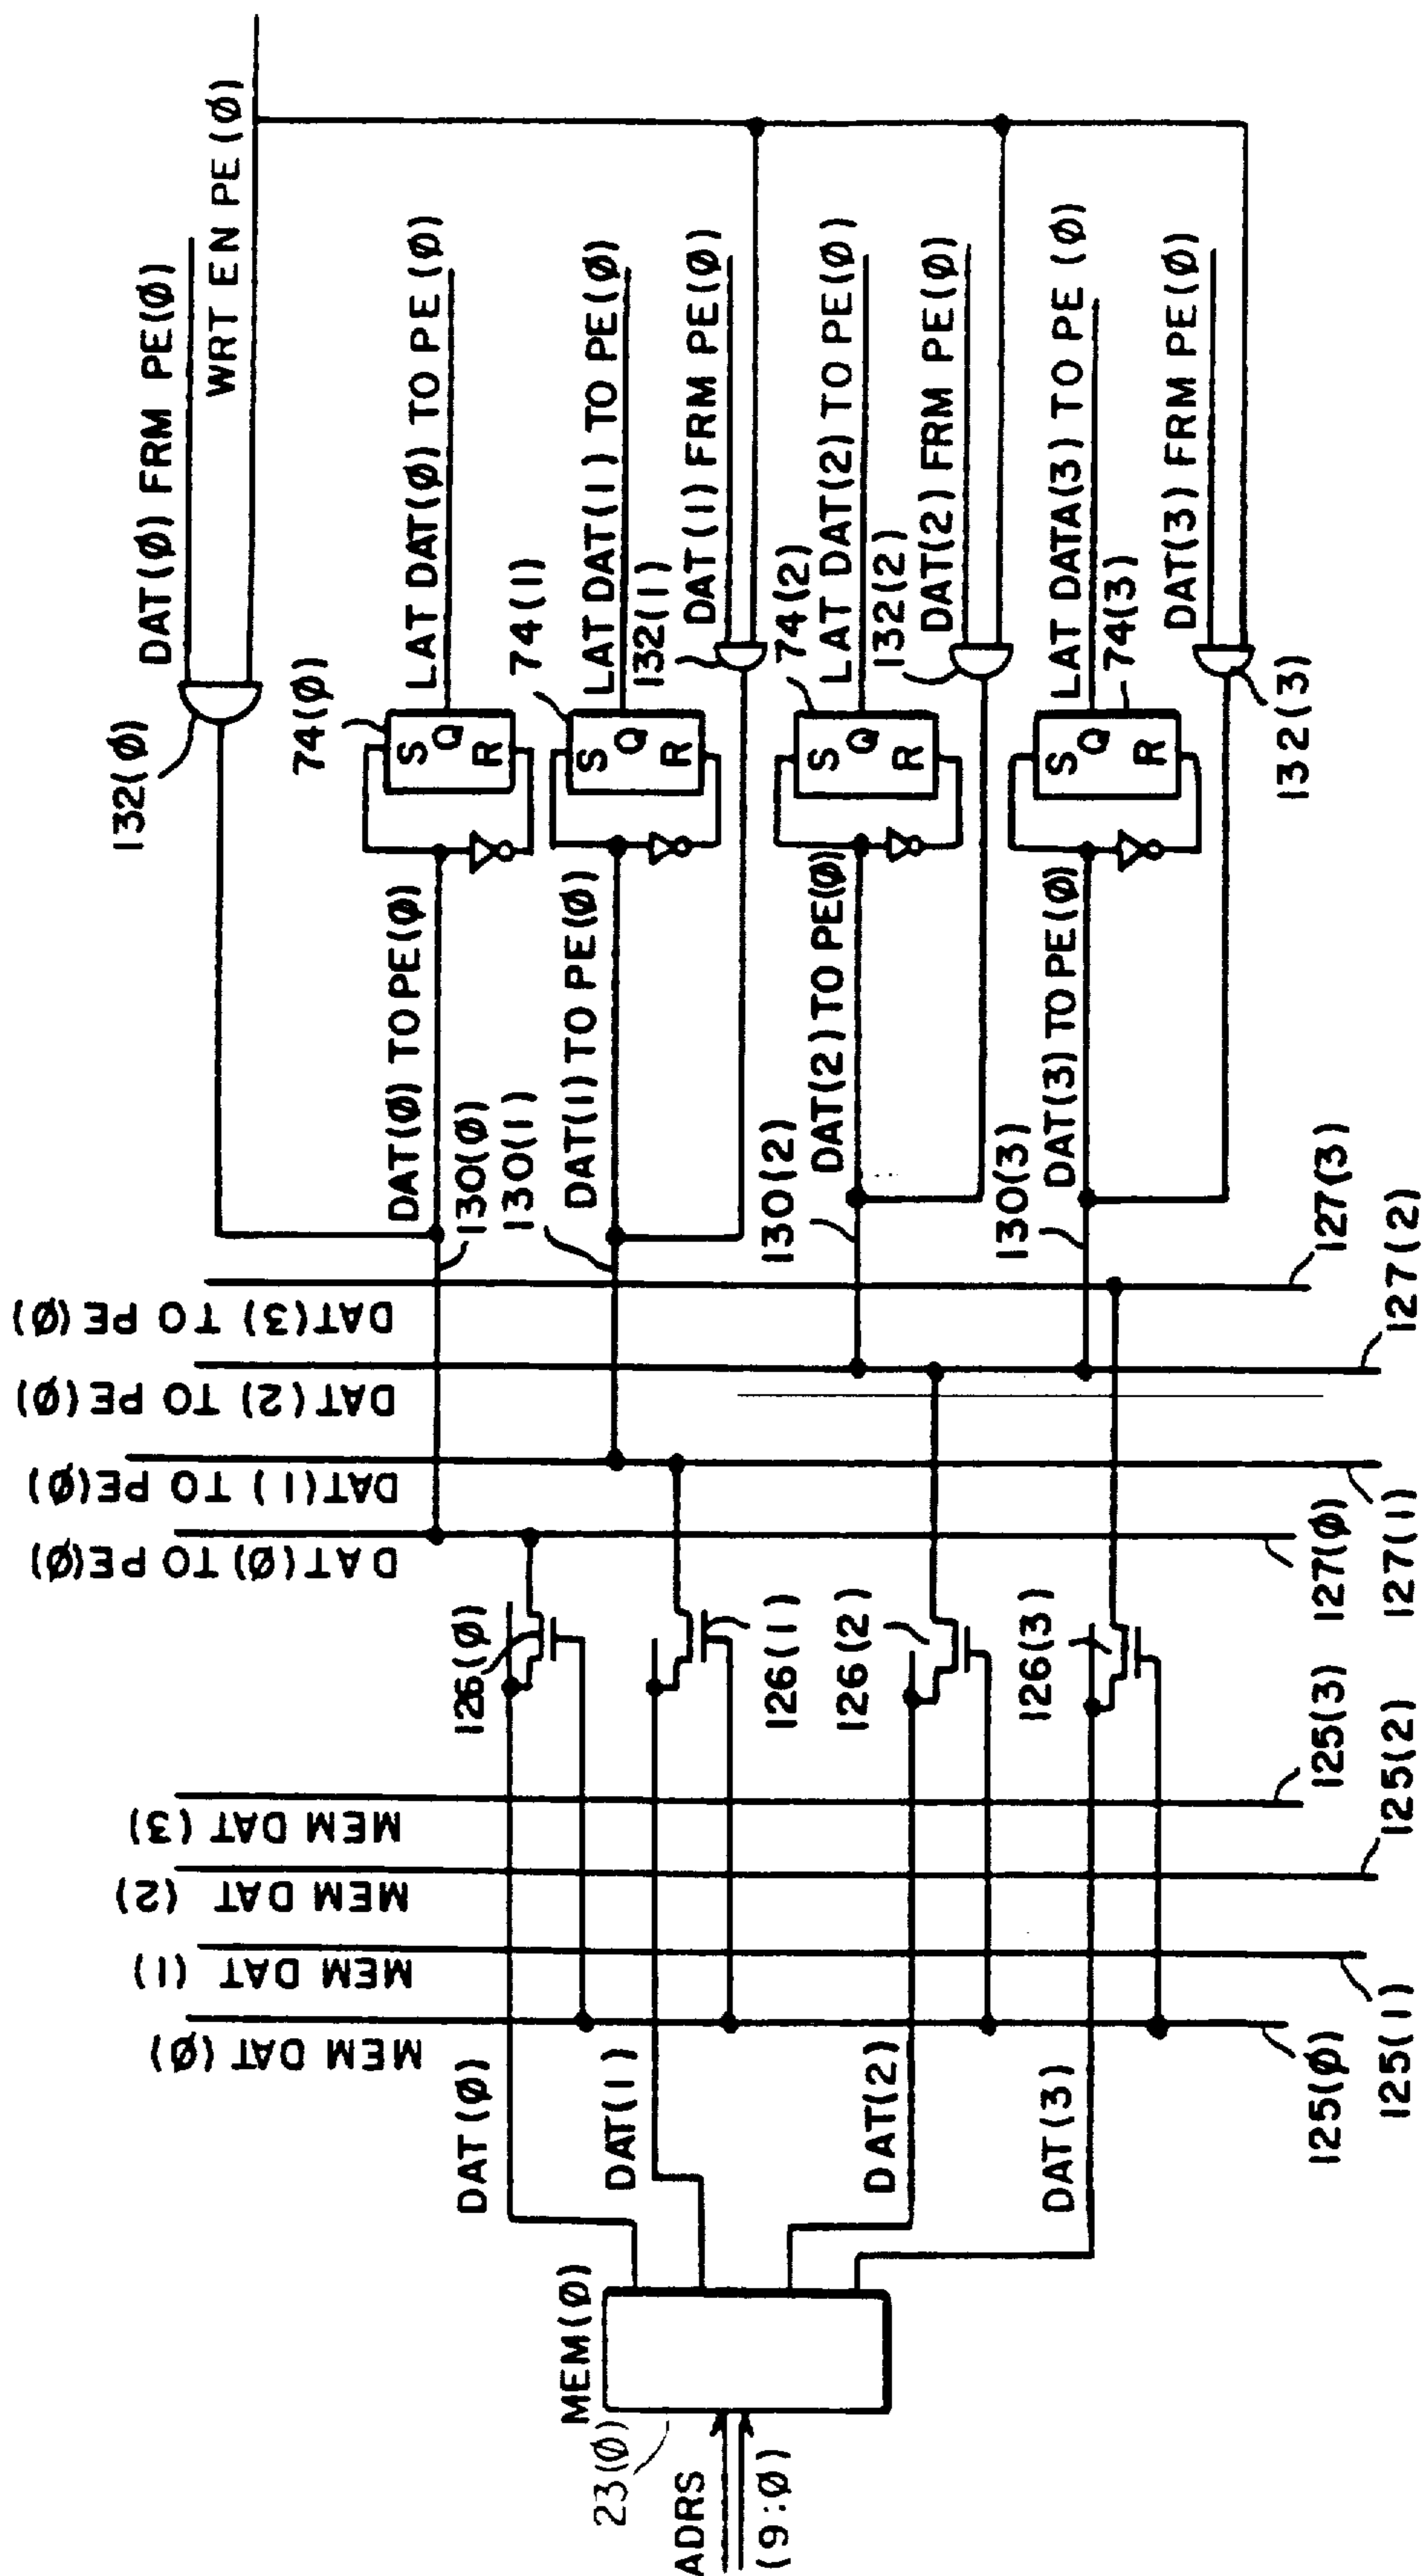 DAT(Ø) FRM PE(Ø)
WRT EN PE(Ø)
132(Ø)
74(Ø)
LAT DAT(Ø) TO PE(Ø)
74(1)
LAT DAT(1) TO PE(Ø)
132(1)
DAT(1) FRM PE(Ø)
74(2)
LAT DAT(2) TO PE(Ø)
132(2)
DAT(2) FRM PE(Ø)
LAT DATA(3) TO PE (Ø)
74(3)
DAT(3) FRM PE(Ø)
132(3)
S
Q
R
S
Q
R
S
Q
R
S
Q
R
DAT(Ø) TO PE(Ø)
130(Ø)
130(1)
DAT(1) TO PE(Ø)
130(2)
DAT(2) TO PE(Ø)
130(3)
DAT(3) TO PE(Ø)
DAT(3) TO PE(Ø)
127(3)
DAT(2) TO PE(Ø)
127(2)
DAT(1) TO PE(Ø)
127(1)
DAT(Ø) TO PE(Ø)
127(Ø)
126(Ø)
126(1)
126(2)
126(3)
MEM DAT (3)
125(3)
MEM DAT (2)
125(2)
MEM DAT (1)
125(1)
MEM DAT (Ø)
125(Ø)
DAT(Ø)
DAT(1)
DAT(2)
DAT(3)
MEM(Ø)
23(Ø)
ADRS
(9:Ø)